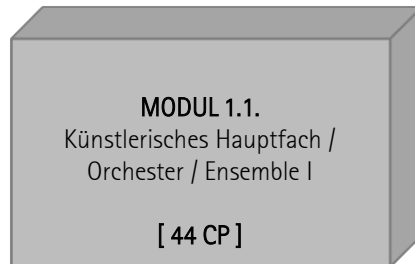 MODUL 1.1.
Künstlerisches Hauptfach /
Orchester / Ensemble I
[ 44 CP ]